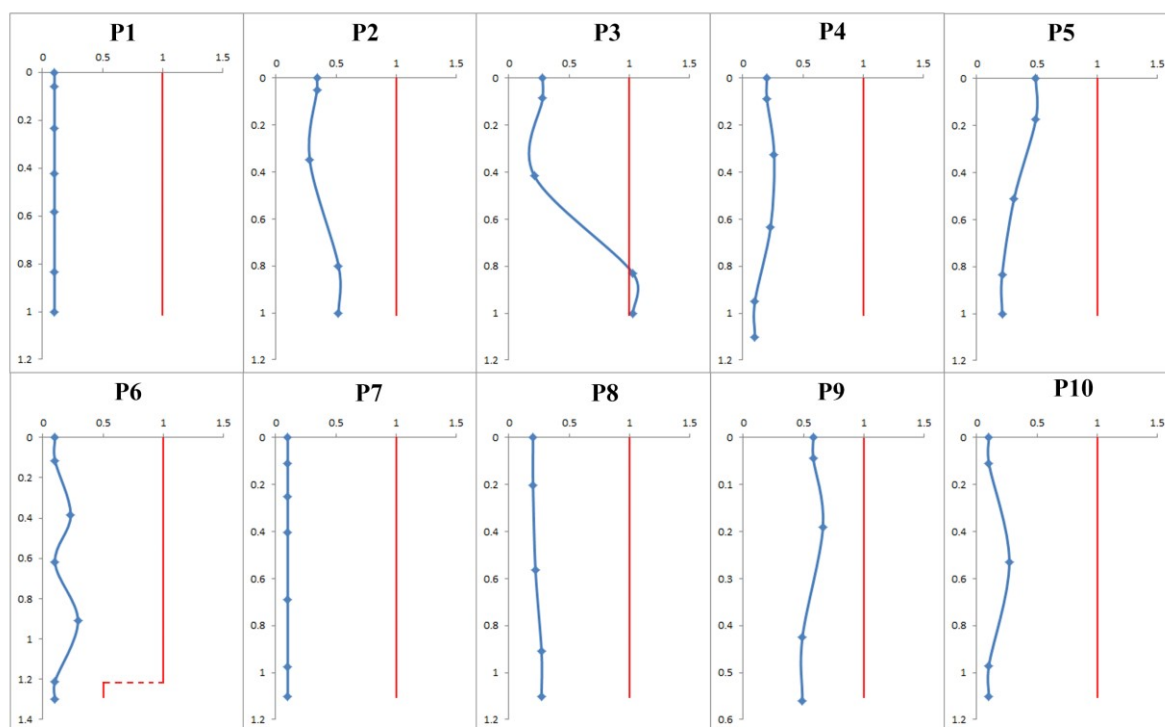 P1 P2 P3 P4 P5
0 0.5 1 1.5 0 0.5 1 1.5 0 0.5 1 1.5 0 0.5 1 1.5 0 0.5 1 1.5
0 0 0 0 0
0.2 0.2 0.2 0.2 0.2
0.4 0.4 0.4 0.4 0.4
0.6 0.6 0.6 0.6 0.6
0.8 0.8 0.8 0.8 0.8
1 1 1 1 1
1.2 1.2 1.2 1.2 1.2
P6 P7 P8 P9 P10
0 0.5 1 1.5 0 0.5 1 1.5 0 0.5 1 1.5 0 0.5 1 1.5 0 0.5 1 1.5
0 0 0 0 0
0.2 0.2 0.2 0.1 0.2
0.4 0.4 0.4 0.2 0.4
0.6 0.6 0.6 0.3 0.6
0.8 0.8 0.8 0.4 0.8
1 1 1 0.5 1
1.2 1.2 1.2 0.6 1.2
1.4